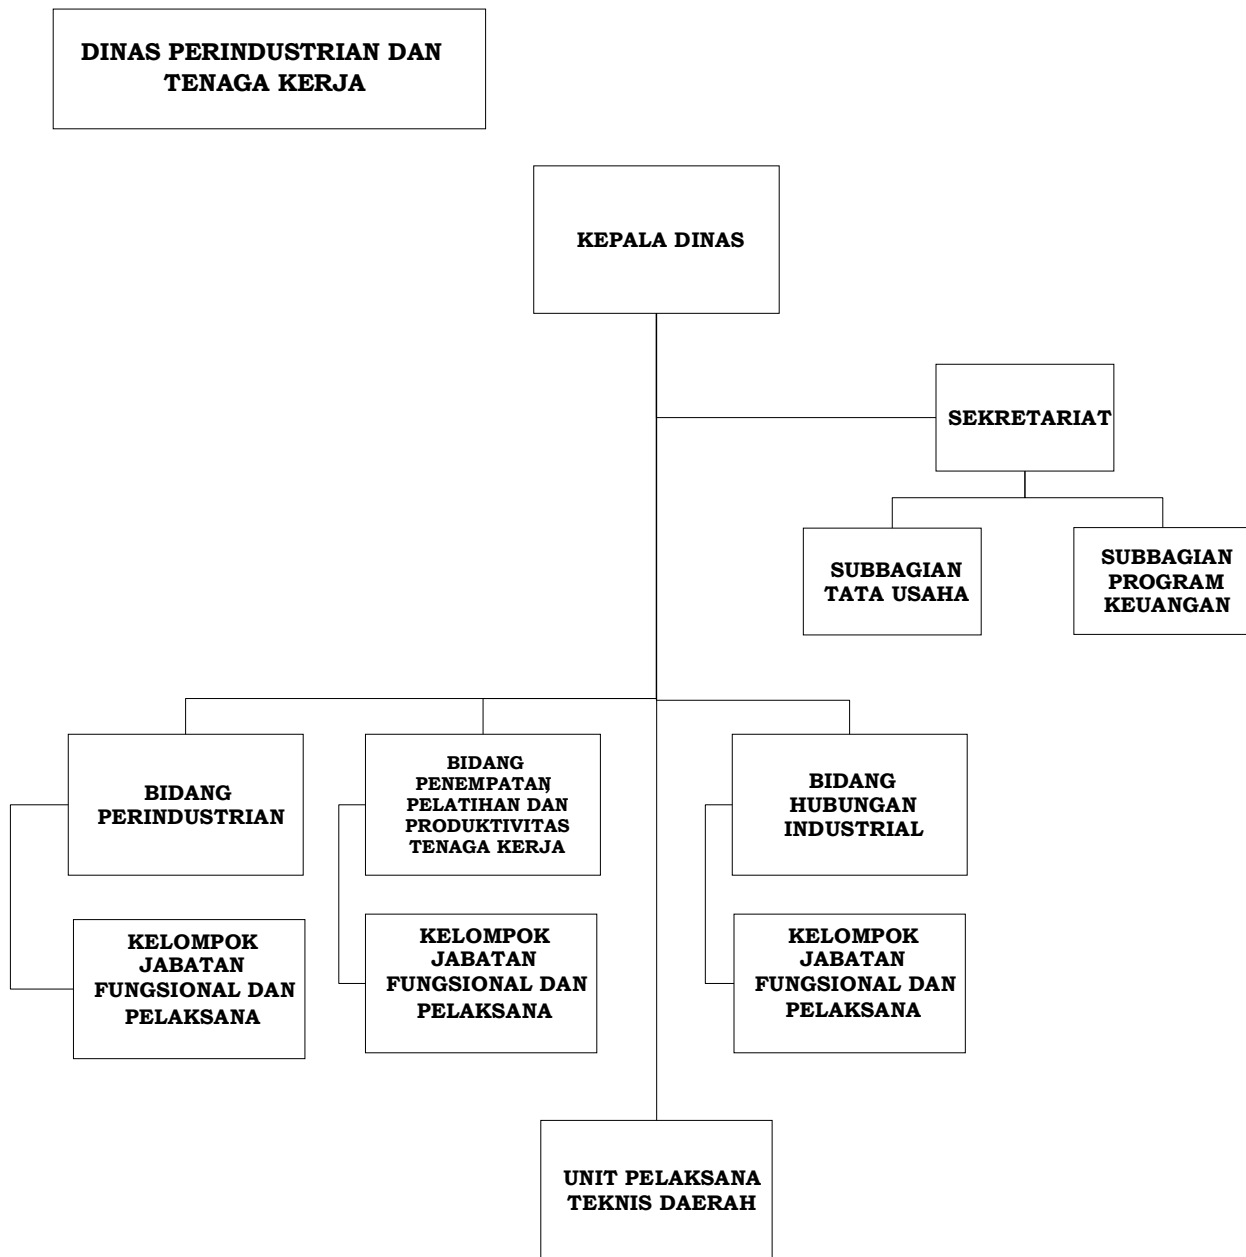 DINAS PERINDUSTRIAN DAN
TENAGA KERJA
KEPALA DINAS
SEKRETARIAT
SUBBAGIAN
TATA USAHA
SUBBAGIAN
PROGRAM
KEUANGAN
BIDANG
PERINDUSTRIAN
BIDANG
PENEMPATAN,
PELATIHAN DAN
PRODUKTIVITAS
TENAGA KERJA
BIDANG
HUBUNGAN
INDUSTRIAL
KELOMPOK
JABATAN
FUNGSIONAL DAN
PELAKSANA
KELOMPOK
JABATAN
FUNGSIONAL DAN
PELAKSANA
KELOMPOK
JABATAN
FUNGSIONAL DAN
PELAKSANA
UNIT PELAKSANA
TEKNIS DAERAH